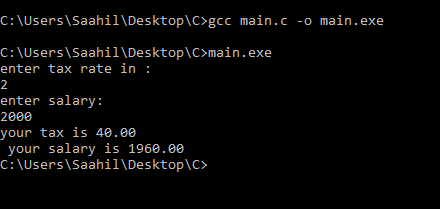 C:\Users\Saahil\Desktop\C>gcc main.c -o main.exe
C:\Users\Saahil\Desktop\C>main.exe
enter tax rate in :
2
enter salary:
2000
your tax is 40.00
 your salary is 1960.00
C:\Users\Saahil\Desktop\C>